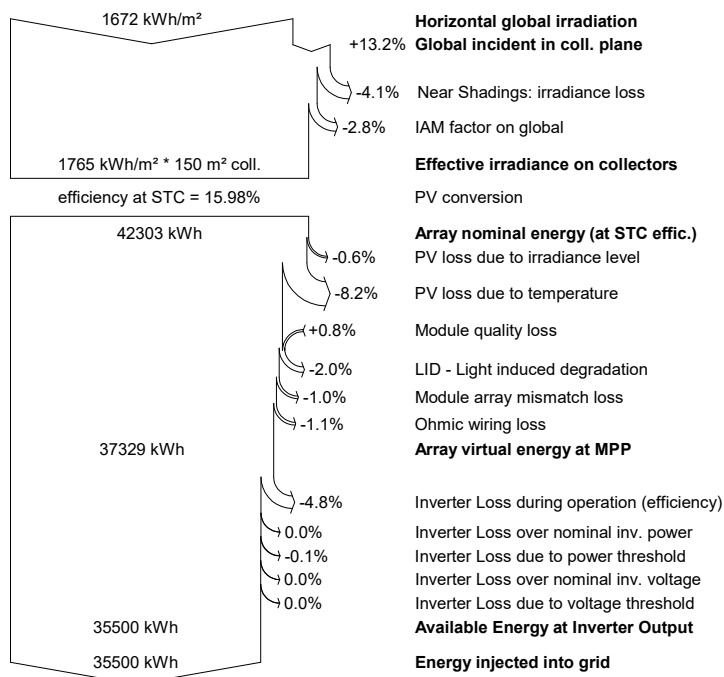 1672 kWh/m² Horizontal global irradiation
+13.2% Global incident in coll. plane
-4.1% Near Shadings: irradiance loss
-2.8% IAM factor on global
1765 kWh/m² * 150 m² coll. Effective irradiance on collectors
efficiency at STC = 15.98% PV conversion
42303 kWh Array nominal energy (at STC effic.)
-0.6% PV loss due to irradiance level
-8.2% PV loss due to temperature
+0.8% Module quality loss
-2.0% LID - Light induced degradation
-1.0% Module array mismatch loss
-1.1% Ohmic wiring loss
37329 kWh Array virtual energy at MPP
-4.8% Inverter Loss during operation (efficiency)
0.0% Inverter Loss over nominal inv. power
-0.1% Inverter Loss due to power threshold
0.0% Inverter Loss over nominal inv. voltage
0.0% Inverter Loss due to voltage threshold
35500 kWh Available Energy at Inverter Output
35500 kWh Energy injected into grid